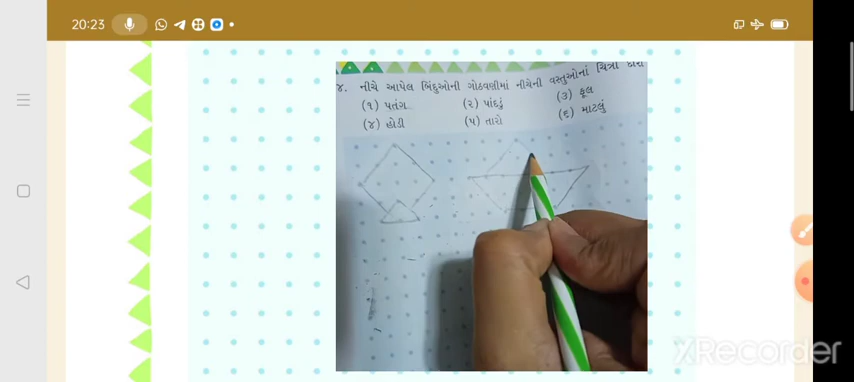 20:23
૪. નીચે આપેલ બિંદુઓની ગોઠવણીમાં નીચેની વસ્તુઓનાં ચિત્રો દોરો
(૧) પતંગ (૨) પાંદડું (૩) ફૂલ
(૪) હોડી (૫) તારો (૬) માટલું
XRecorder